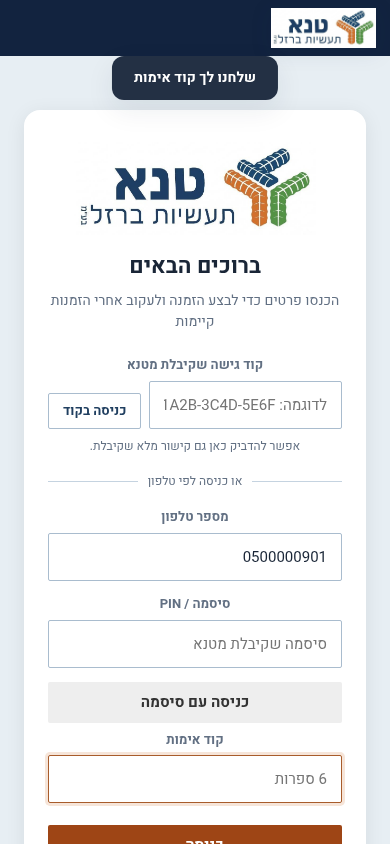 טנא
תעשיות ברזל
שלחנו לך קוד אימות
טנא
תעשיות ברזל בע"מ
ברוכים הבאים
הכנסו פרטים כדי לבצע הזמנה ולעקוב אחרי הזמנות
קיימות
קוד גישה שקיבלת מטנא
לדוגמה: 1A2B-3C4D-5E6F
כניסה בקוד
אפשר להדביק כאן גם קישור מלא שקיבלת.
או כניסה לפי טלפון
מספר טלפון
0500000901
סיסמה / PIN
סיסמה שקיבלת מטנא
כניסה עם סיסמה
קוד אימות
6 ספרות